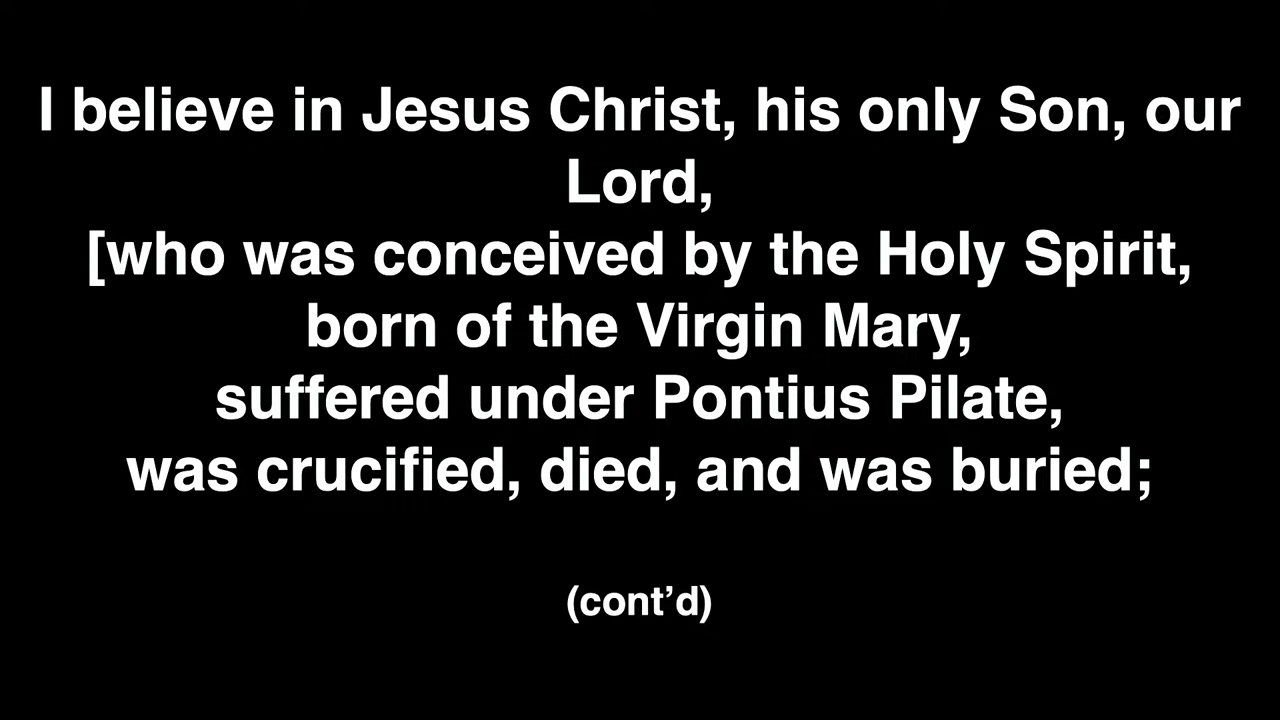 I believe in Jesus Christ, his only Son, our
Lord,
[who was conceived by the Holy Spirit,
born of the Virgin Mary,
suffered under Pontius Pilate,
was crucified, died, and was buried;
(cont’d)